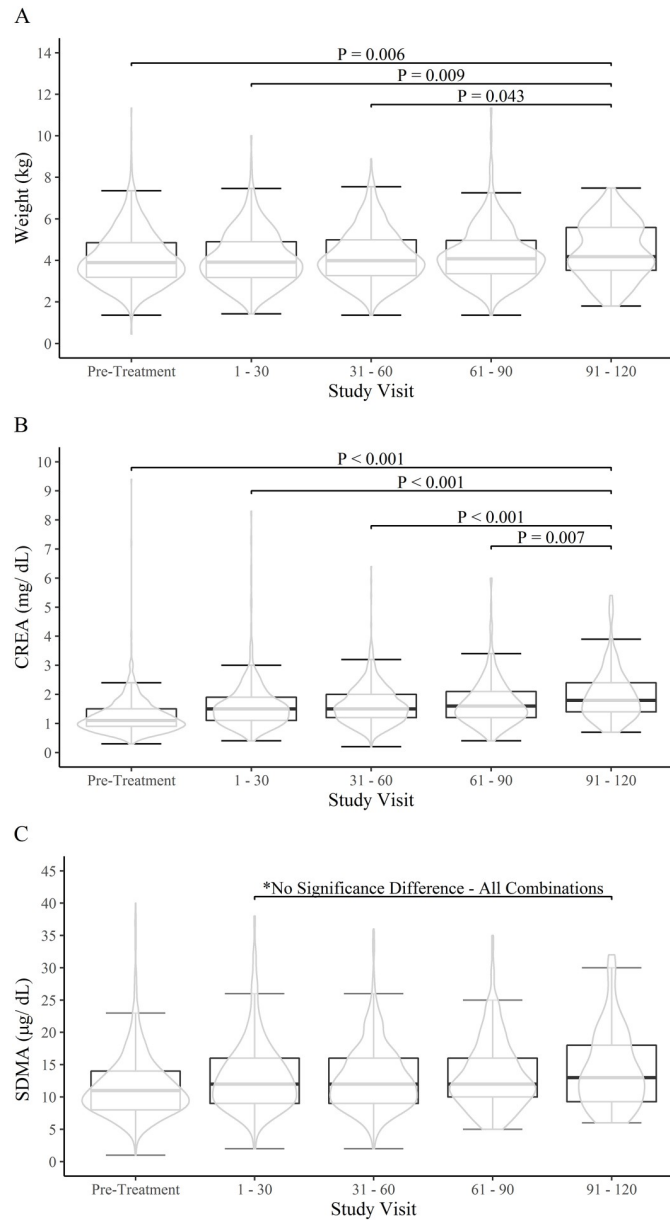 A
P = 0.006
P = 0.009
P = 0.043
14
12
10
8
6
4
2
0
Weight (kg)
Pre-Treatment 1 - 30 31 - 60 61 - 90 91 - 120
Study Visit
B
P < 0.001
P < 0.001
P < 0.001
P = 0.007
10
9
8
7
6
5
4
3
2
1
0
CREA (mg/ dL)
Pre-Treatment 1 - 30 31 - 60 61 - 90 91 - 120
Study Visit
C
*No Significance Difference - All Combinations
45
40
35
30
25
20
15
10
5
0
SDMA (µg/ dL)
Pre-Treatment 1 - 30 31 - 60 61 - 90 91 - 120
Study Visit